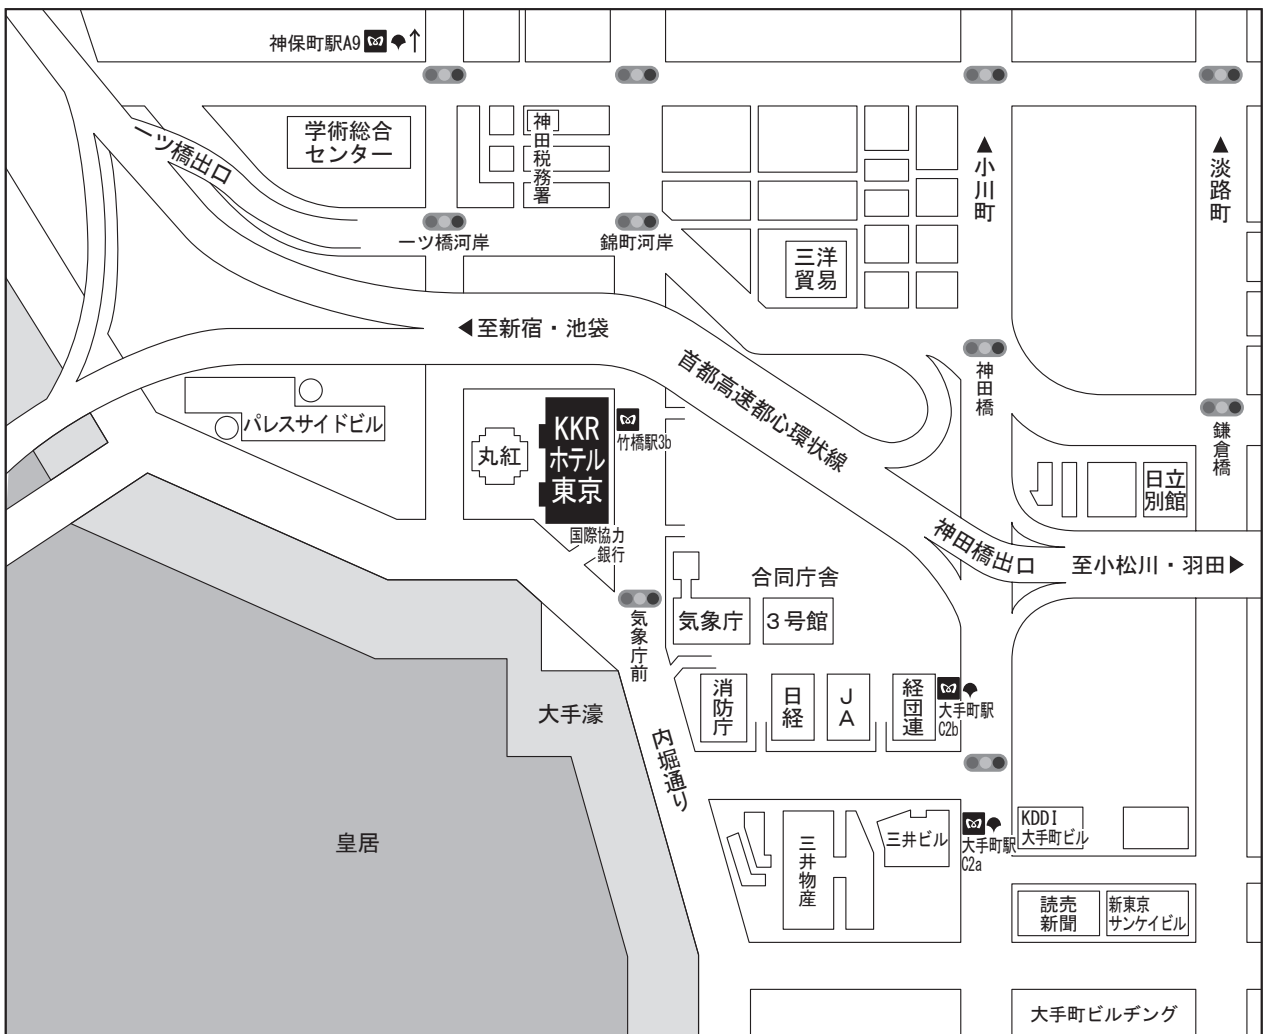 神保町駅A9 ↑
学術総合
センター
神田税務署
一ツ橋出口
▲小川町
▲淡路町
一ツ橋河岸
錦町河岸
三洋
貿易
◀至新宿・池袋
首都高速都心環状線
神田橋
鎌倉橋
パレスサイドビル
丸紅
KKR
ホテル
東京
竹橋駅3b
国際協力
銀行
日立
別館
神田橋出口
至小松川・羽田▶
合同庁舎
気象庁
3号館
気象庁前
消防庁
日経
JA
経団連
大手町駅
C2b
大手濠
内堀通り
皇居
三井物産
三井ビル
大手町駅
C2a
KDDI
大手町ビル
読売
新聞
新東京
サンケイビル
大手町ビルヂング